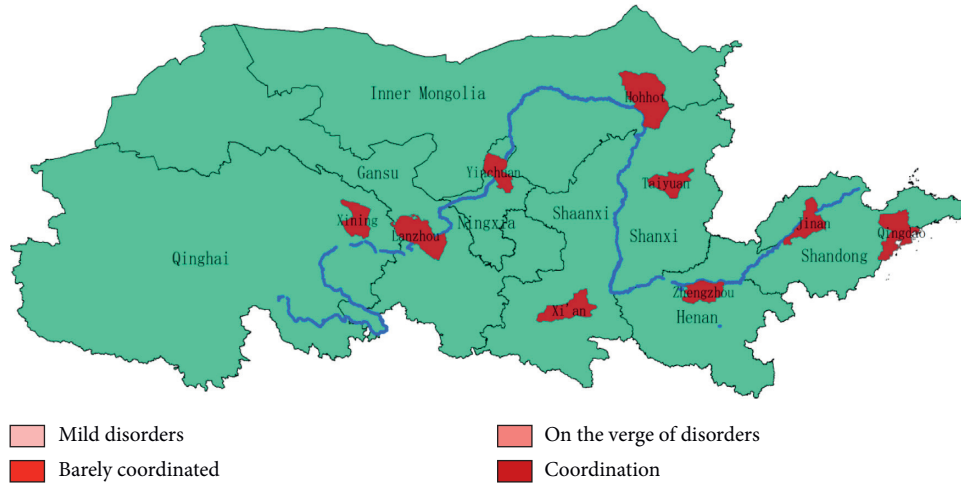 Inner Mongolia
Hohhot
Gansu
Yinchuan
Taiyuan
Xining
Lanzhou
Ningxia
Shaanxi
Shanxi
Jinan
Qingdao
Qinghai
Shandong
Zhengzhou
Xi'an
Henan
Mild disorders
On the verge of disorders
Barely coordinated
Coordination